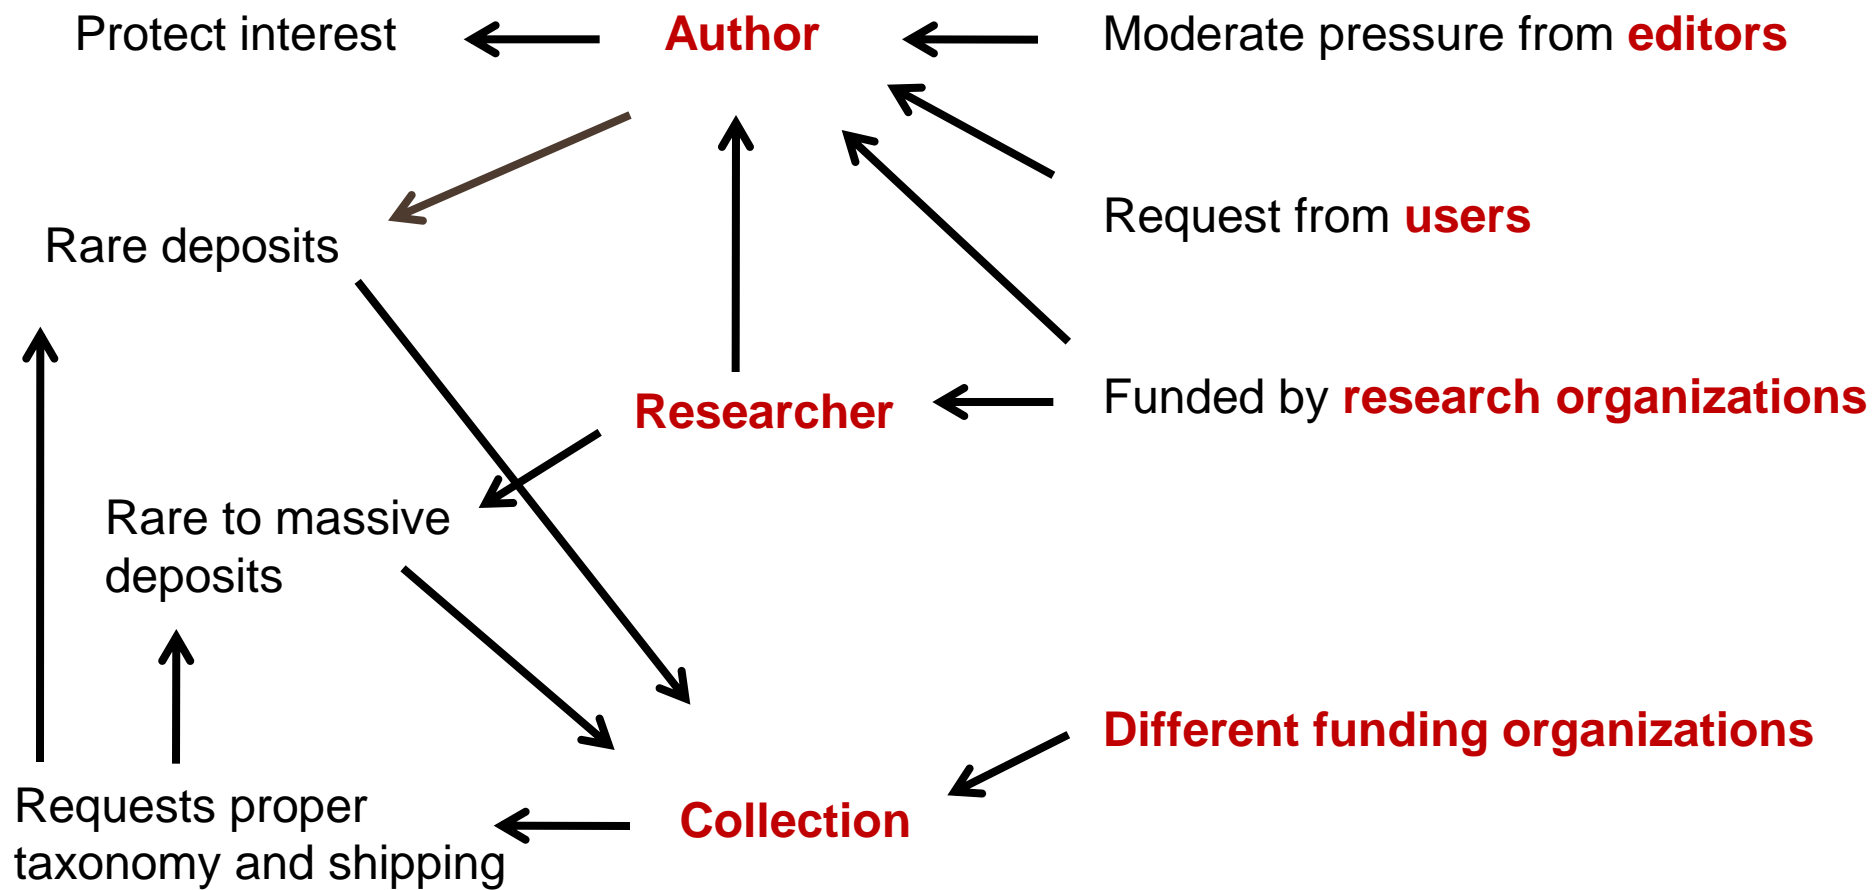 Protect interest
Author
Moderate pressure from editors
Request from users
Rare deposits
Funded by research organizations
Researcher
Rare to massive
deposits
Different funding organizations
Requests proper
taxonomy and shipping
Collection